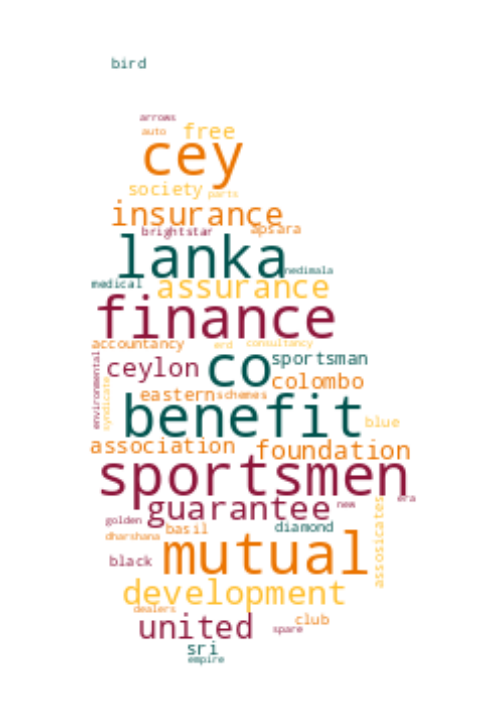 bird
arrows
auto free
cey
society parts
insurance
brightstar apsara
lanka
nedimala
medical assurance
finance
accountancy erd consultancy
environmental
syndicate
ceylon co sportsman
colombo
eastern schemes
benefit
blue
association foundation
sportsmen
era
guarantee new
golden diamond
dharshana basil
assosicates
black mutual
development
dealers
united club
spare
sri
empire